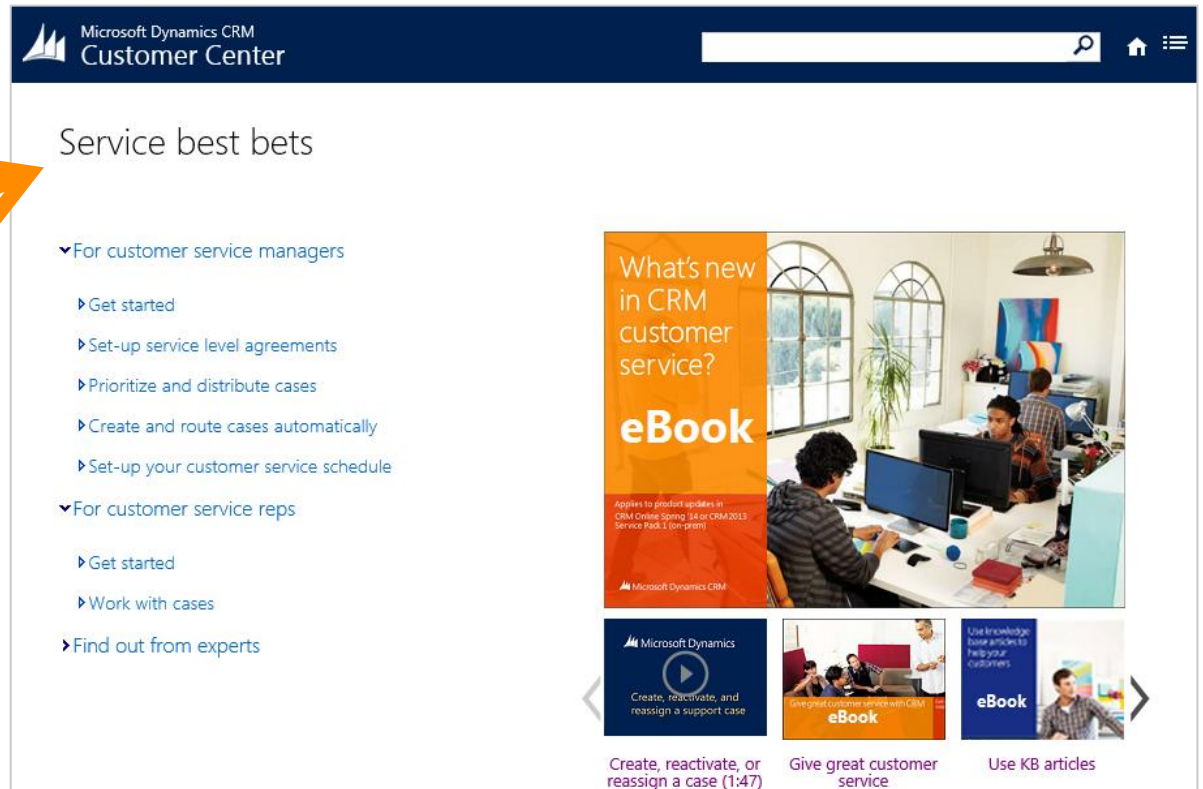 Microsoft Dynamics CRM
Customer Center
Service best bets
For customer service managers
Get started
Set-up service level agreements
Prioritize and distribute cases
Create and route cases automatically
Set-up your customer service schedule
For customer service reps
Get started
Work with cases
Find out from experts
What's new
in CRM
customer
service?
eBook
Applies to product updates in
CRM Online Spring '14 or CRM 2013
Service Pack 1 (on-prem)
Microsoft Dynamics CRM
Microsoft Dynamics
Create, reactivate, and
reassign a support case
Create, reactivate, or
reassign a case (1:47)
Give great customer service with CRM
eBook
Give great customer
service
Use knowledge
base articles to
help your
customers
eBook
Use KB articles